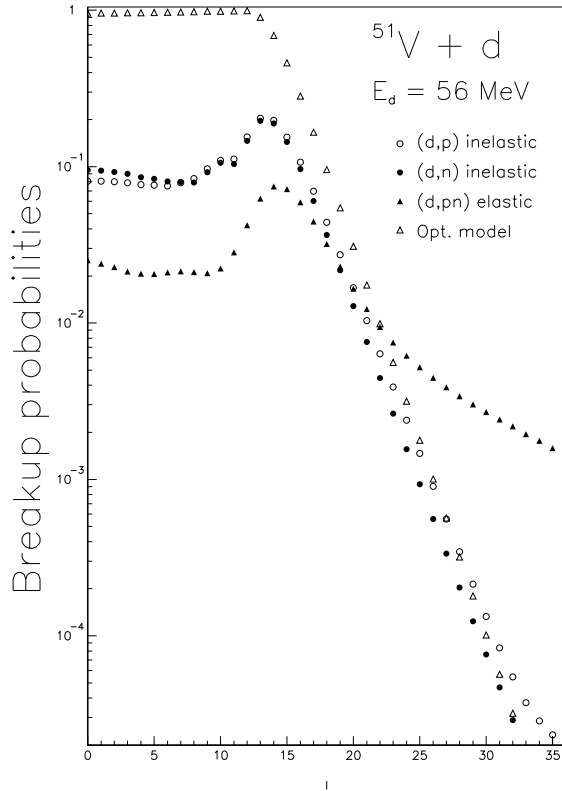 ⁵¹V + d
E_d = 56 MeV
(d,p) inelastic
(d,n) inelastic
(d,pn) elastic
Opt. model
Breakup probabilities
1
10⁻¹
10⁻²
10⁻³
10⁻⁴
0 5 10 15 20 25 30 35
l